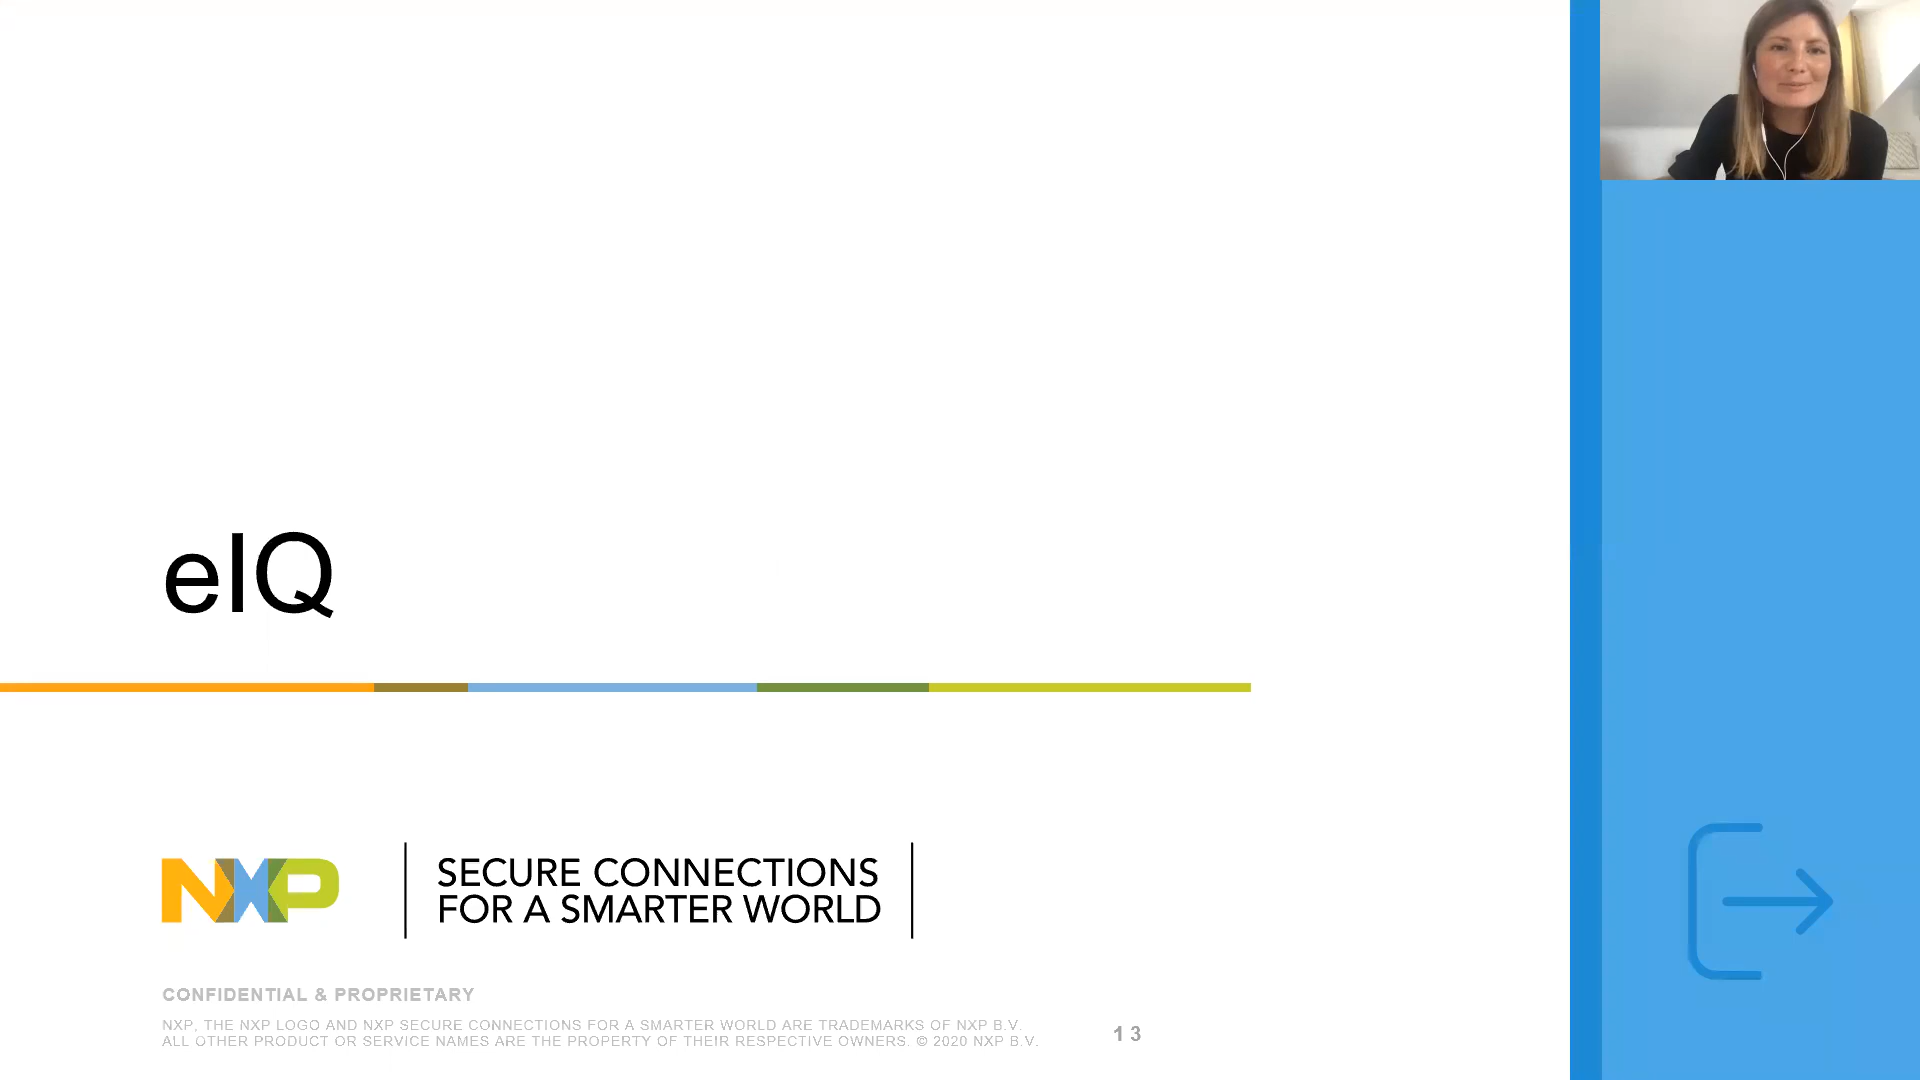 eIQ
NXP
SECURE CONNECTIONS
FOR A SMARTER WORLD
CONFIDENTIAL & PROPRIETARY
NXP, THE NXP LOGO AND NXP SECURE CONNECTIONS FOR A SMARTER WORLD ARE TRADEMARKS OF NXP B.V.
ALL OTHER PRODUCT OR SERVICE NAMES ARE THE PROPERTY OF THEIR RESPECTIVE OWNERS. © 2020 NXP B.V.
13